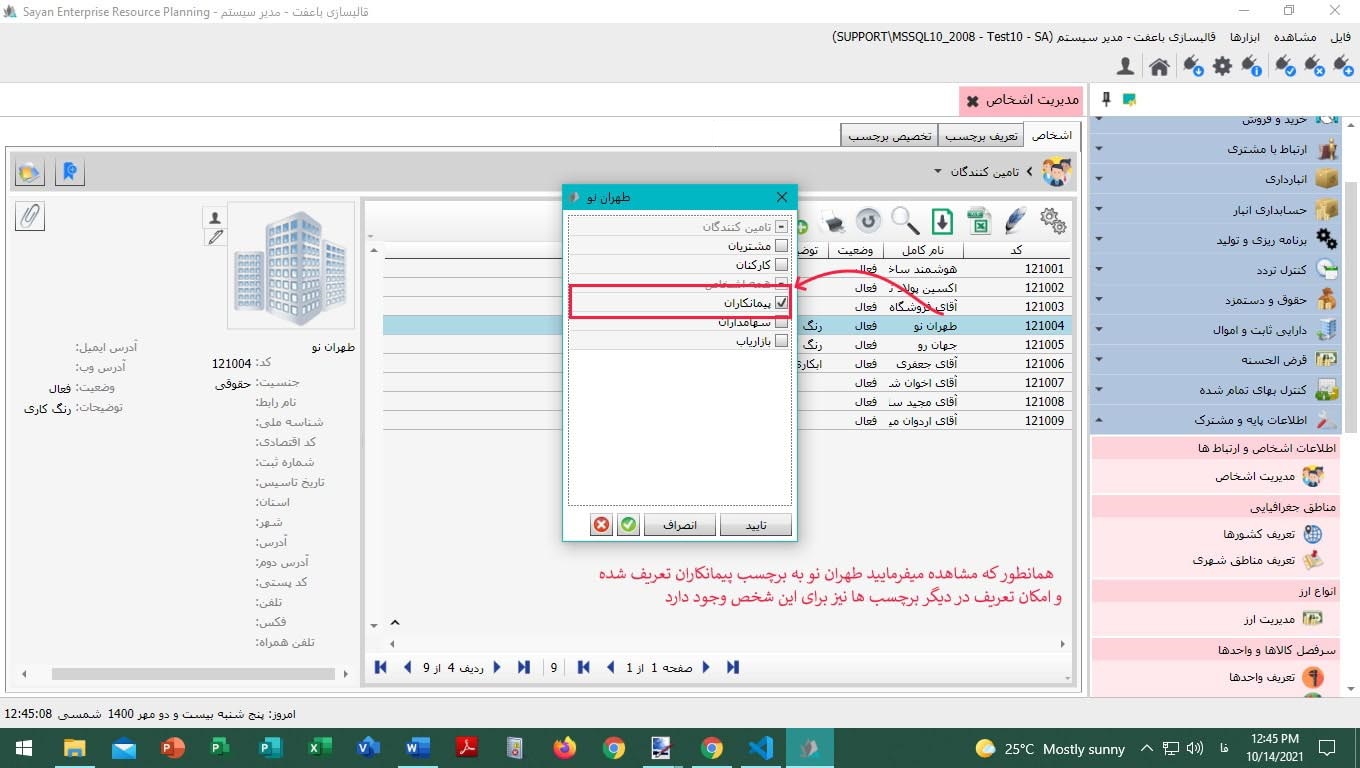 Sayan Enterprise Resource Planning - قالبسازی باعفت - مدیر سیستم
فایل مشاهده ابزارها قالبسازی باعفت - مدیر سیستم (SUPPORT\MSSQL10_2008 - Test10 - SA)
مدیریت اشخاص
اشخاص تعریف برچسب تخصیص برچسب
تامین کنندگان
کد نام کامل وضعیت
121001 هوشمند ساخ فعال
121002 اکسین پولاد فعال
121003 آقای فروشگاه فعال
121004 طهران نو فعال رنگ
121005 جهان رو فعال رنگ
121006 آقای جعفری فعال ابکاری
121007 آقای اخوان ش فعال
121008 آقای مجید س فعال
121009 آقای اردوان می فعال
طهران نو
تامین کنندگان
مشتریان
کارکنان
همه اشخاص
پیمانکاران
سهامداران
بازاریاب
تایید انصراف
همانطور که مشاهده میفرمایید طهران نو به برچسب پیمانکاران تعریف شده
و امکان تعریف در دیگر برچسب ها نیز برای این شخص وجود دارد
صفحه 1 از 1 9 ردیف 4 از 9
طهران نو
کد: 121004
جنسیت: حقوقی
نام رابط:
شناسه ملی:
کد اقتصادی:
شماره ثبت:
تاریخ تاسیس:
استان:
شهر:
آدرس:
آدرس دوم:
کد پستی:
تلفن:
فکس:
تلفن همراه:
آدرس ایمیل:
آدرس وب:
وضعیت: فعال
توضیحات: رنگ کاری
خرید و فروش
ارتباط با مشتری
انبارداری
حسابداری انبار
برنامه ریزی و تولید
کنترل تردد
حقوق و دستمزد
دارایی ثابت و اموال
قرض الحسنه
کنترل بهای تمام شده
اطلاعات پایه و مشترک
اطلاعات اشخاص و ارتباط ها
مدیریت اشخاص
مناطق جغرافیایی
تعریف کشورها
تعریف مناطق شهری
انواع ارز
مدیریت ارز
سرفصل کالاها و واحدها
تعریف واحدها
امروز: پنج شنبه بیست و دو مهر 1400 شمسی 12:45:08
25°C Mostly sunny
فا
12:45 PM
10/14/2021